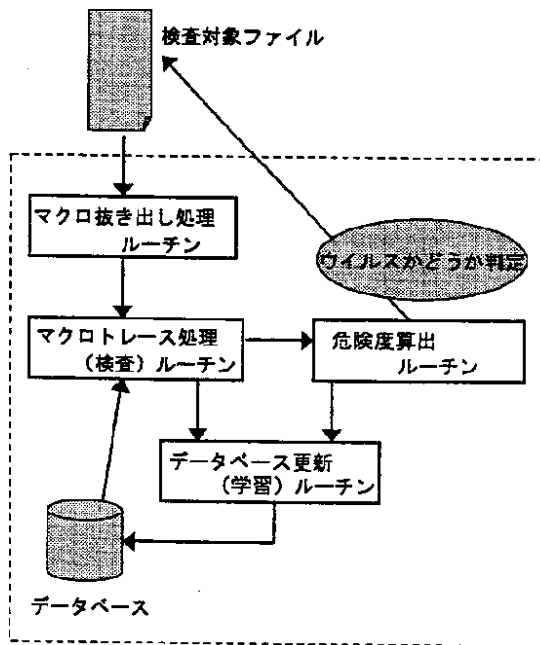 検査対象ファイル
マクロ抜き出し処理
ルーチン
ウイルスかどうか判定
マクロトレース処理
（検査）ルーチン
危険度算出
ルーチン
データベース更新
（学習）ルーチン
データベース